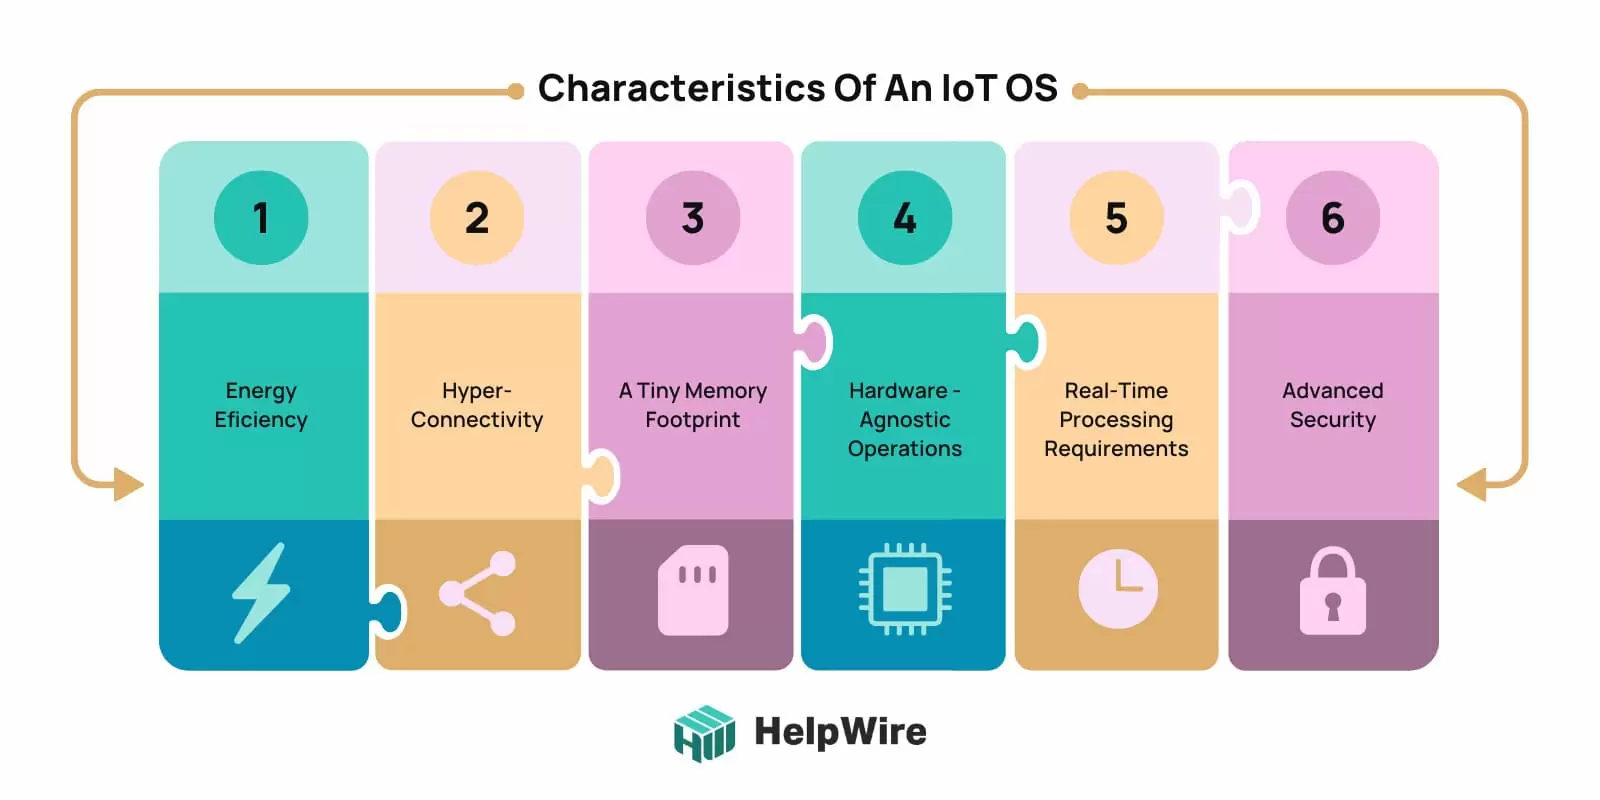 Characteristics Of An IoT OS
1
Energy
Eficiency
2
Hyper-
Connectivity
3
A Tiny Memory
Footprint
4
Hardware -
Agnostic
Operations
5
Real-Time
Processing
Requirements
6
Advanced
Security
HelpWire